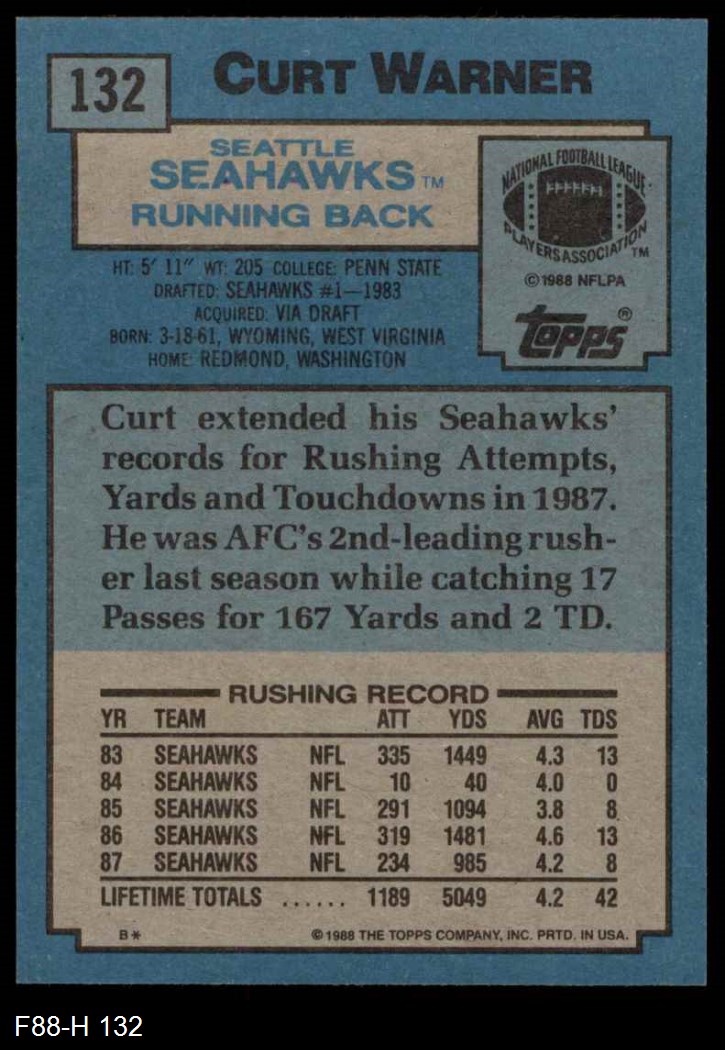 132
CURT WARNER
SEATTLE
SEAHAWKS™
RUNNING BACK
NATIONAL FOOTBALL LEAGUE
PLAYERS ASSOCIATION™
©1988 NFLPA
topps®
HT: 5' 11" WT: 205 COLLEGE: PENN STATE
DRAFTED: SEAHAWKS #1—1983
ACQUIRED: VIA DRAFT
BORN: 3-18-61, WYOMING, WEST VIRGINIA
HOME: REDMOND, WASHINGTON
Curt extended his Seahawks'
records for Rushing Attempts,
Yards and Touchdowns in 1987.
He was AFC's 2nd-leading rush-
er last season while catching 17
Passes for 167 Yards and 2 TD.
RUSHING RECORD
YR TEAM ATT YDS AVG TDS
83 SEAHAWKS NFL 335 1449 4.3 13
84 SEAHAWKS NFL 10 40 4.0 0
85 SEAHAWKS NFL 291 1094 3.8 8
86 SEAHAWKS NFL 319 1481 4.6 13
87 SEAHAWKS NFL 234 985 4.2 8
LIFETIME TOTALS ...... 1189 5049 4.2 42
B* ©1988 THE TOPPS COMPANY, INC. PRTD. IN USA.
F88-H 132